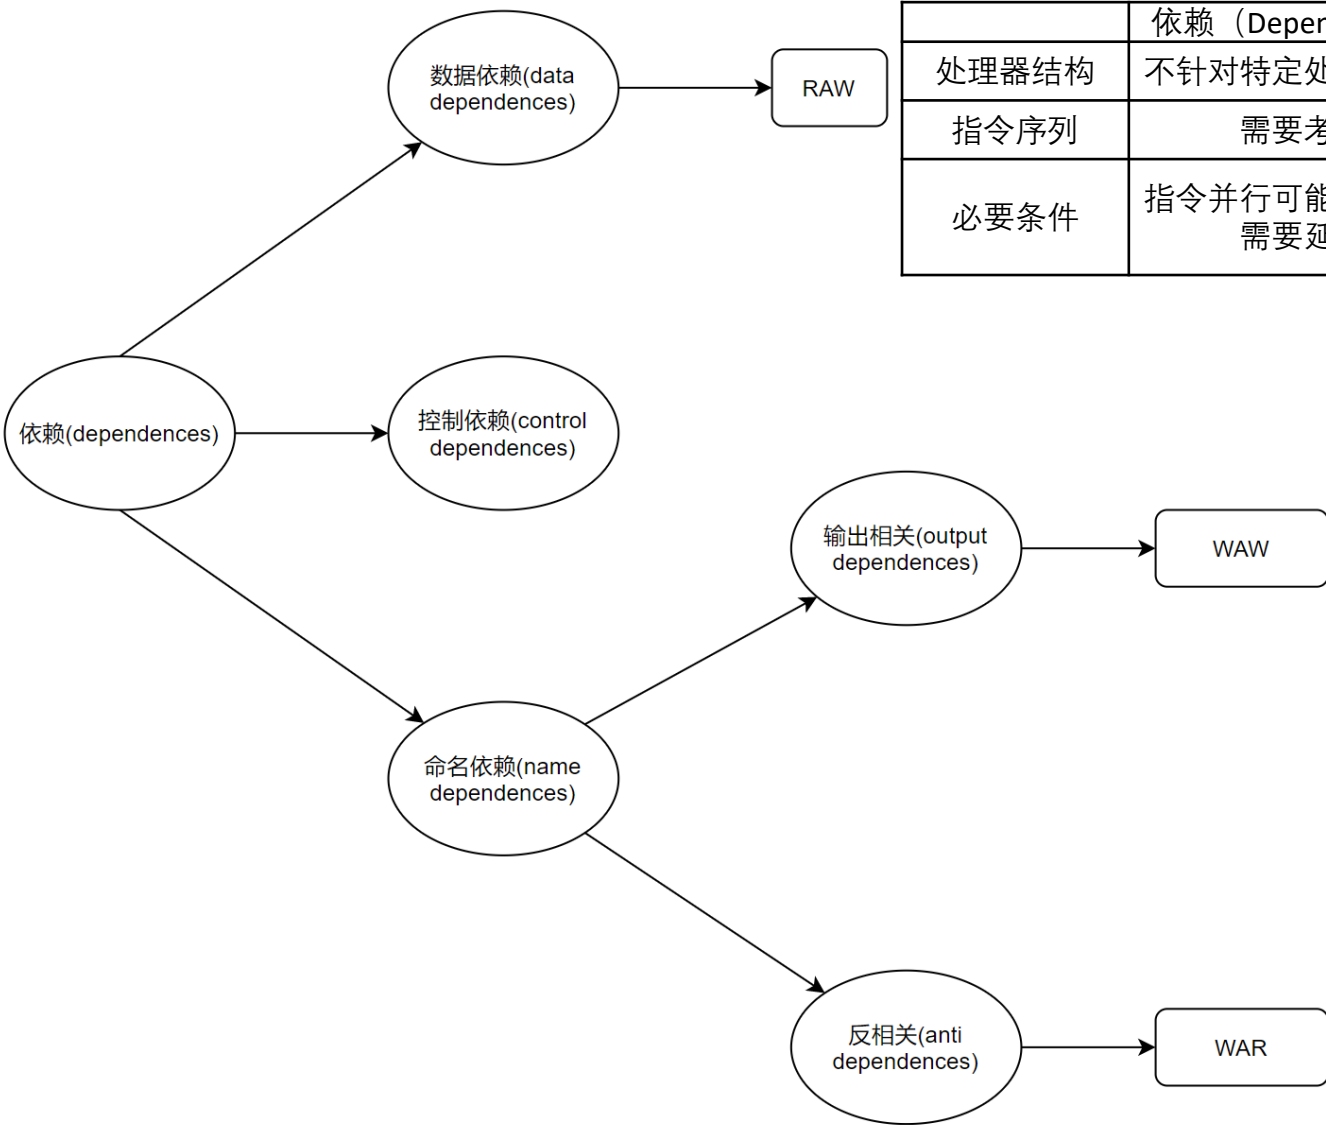 数据依赖(data
dependences)
RAW
依赖（Depen
处理器结构
不针对特定处
指令序列
需要考
必要条件
指令并行可能
需要延
依赖(dependences)
控制依赖(control
dependences)
输出相关(output
dependences)
WAW
命名依赖(name
dependences)
反相关(anti
dependences)
WAR